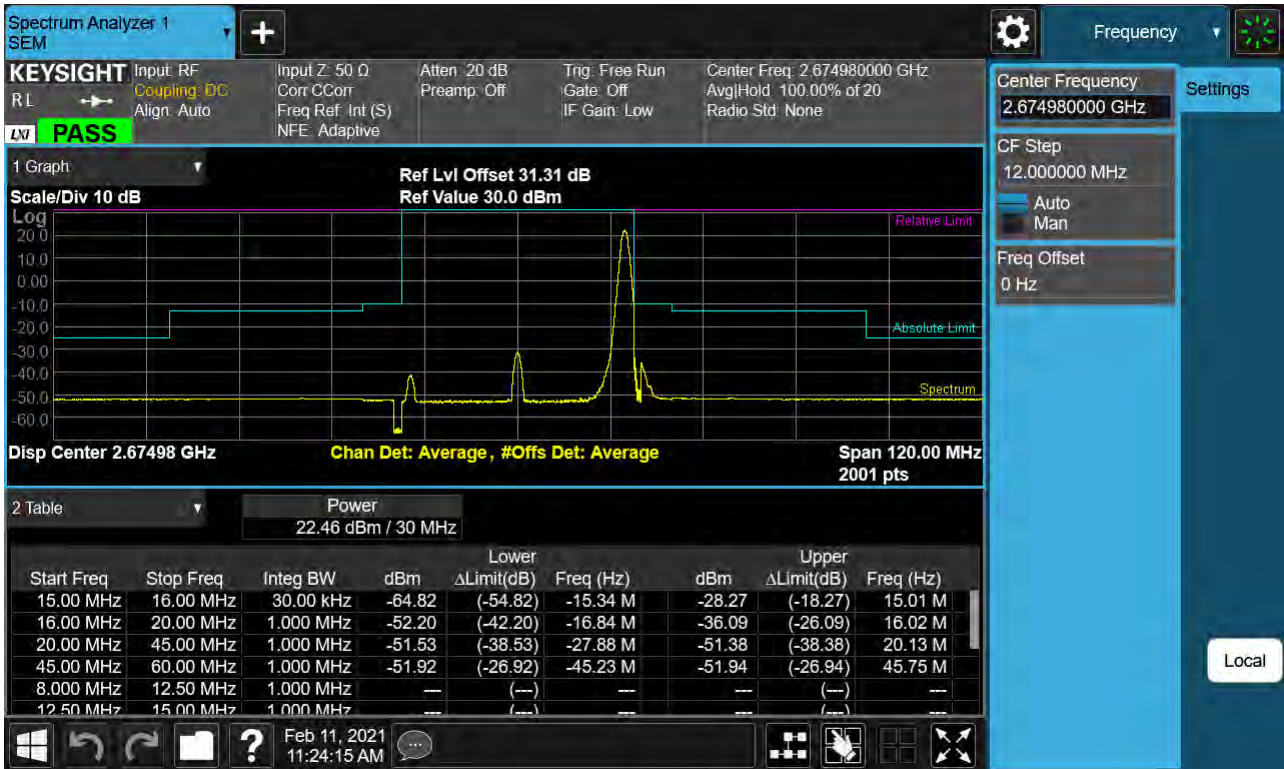 Spectrum Analyzer 1
SEM
+
Frequency
KEYSIGHT
R L
LXI
PASS
Input: RF
Coupling: DC
Align: Auto
Input Z: 50 Ω
Corr CCorr
Freq Ref: Int (S)
NFE: Adaptive
Atten: 20 dB
Preamp: Off
Trig: Free Run
Gate: Off
IF Gain: Low
Center Freq: 2.674980000 GHz
Avg|Hold: 100.00% of 20
Radio Std: None
Center Frequency
2.674980000 GHz
Settings
CF Step
12.000000 MHz
Auto
Man
Freq Offset
0 Hz
1 Graph
Scale/Div 10 dB
Ref Lvl Offset 31.31 dB
Ref Value 30.0 dBm
Log
20.0
10.0
0.00
-10.0
-20.0
-30.0
-40.0
-50.0
-60.0
Relative Limit
Absolute Limit
Spectrum
Disp Center 2.67498 GHz
Chan Det: Average, #Offs Det: Average
Span 120.00 MHz
2001 pts
2 Table
Power
22.46 dBm / 30 MHz
Lower Upper
Start Freq Stop Freq Integ BW dBm ΔLimit(dB) Freq (Hz) dBm ΔLimit(dB) Freq (Hz)
15.00 MHz 16.00 MHz 30.00 kHz -64.82 (-54.82) -15.34 M -28.27 (-18.27) 15.01 M
16.00 MHz 20.00 MHz 1.000 MHz -52.20 (-42.20) -16.84 M -36.09 (-26.09) 16.02 M
20.00 MHz 45.00 MHz 1.000 MHz -51.53 (-38.53) -27.88 M -51.38 (-38.38) 20.13 M
45.00 MHz 60.00 MHz 1.000 MHz -51.92 (-26.92) -45.23 M -51.94 (-26.94) 45.75 M
8.000 MHz 12.50 MHz 1.000 MHz --- (---) --- --- (---) ---
12.50 MHz 15.00 MHz 1.000 MHz --- (---) --- --- (---) ---
Local
?
Feb 11, 2021
11:24:15 AM